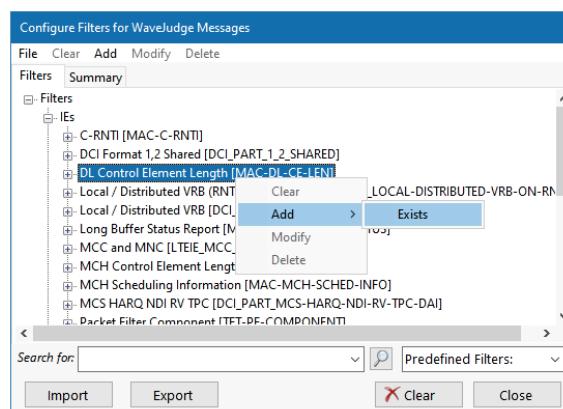 Configure Filters for WaveJudge Messages
File Clear Add Modify Delete
Filters Summary
Filters
IEs
C-RNTI [MAC-C-RNTI]
DCI Format 1,2 Shared [DCI_PART_1_2_SHARED]
DL Control Element Length [MAC-DL-CE-LEN]
Local / Distributed VRB (RNT _LOCAL-DISTRIBUTED-VRB-ON-RN
Local / Distributed VRB [DCI_
Long Buffer Status Report [M
MCC and MNC [LTEIE_MCC_
MCH Control Element Lengt
MCH Scheduling Information [MAC-MCH-SCHED-INFO]
MCS HARQ NDI RV TPC [DCI_PART_MCS-HARQ-NDI-RV-TPC-DAI]
Packet Filter Component [TFT-PF-COMPONENT]
Clear
Add > Exists
Modify
Delete
Search for: Predefined Filters:
Import Export Clear Close